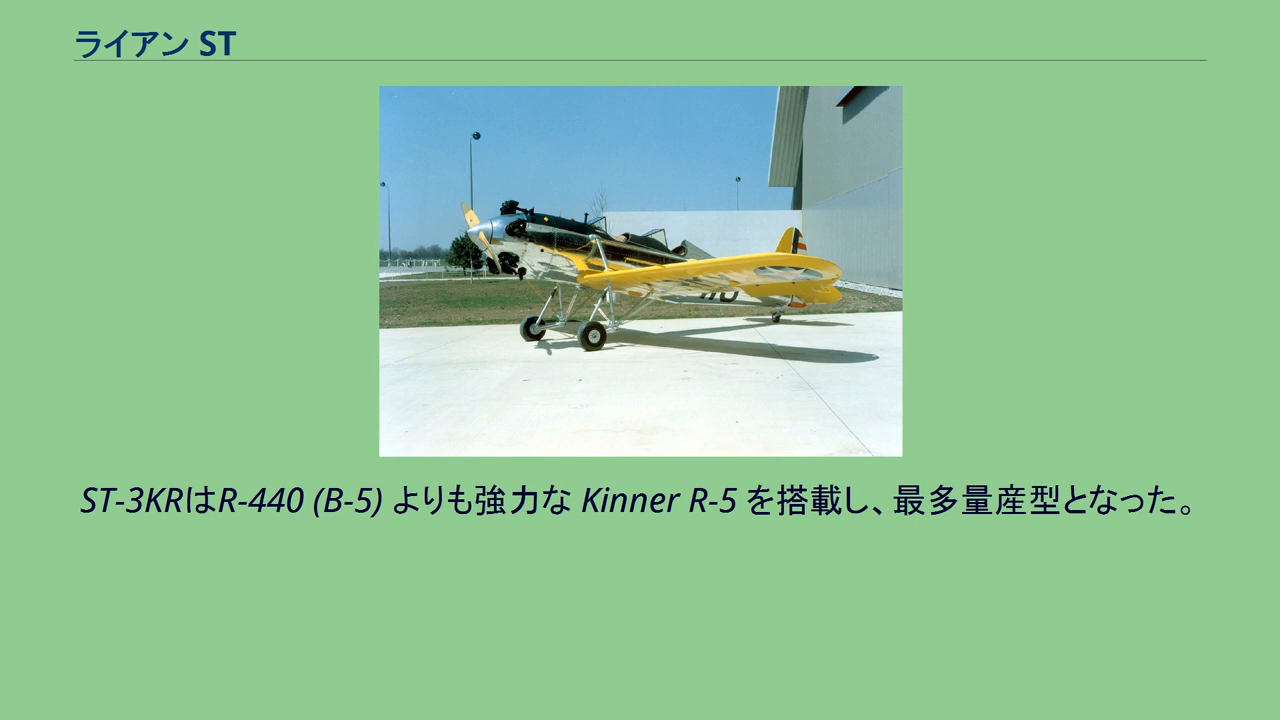 ライアン ST
ST-3KRはR-440 (B-5) よりも強力な Kinner R-5 を搭載し、最多量産型となった。